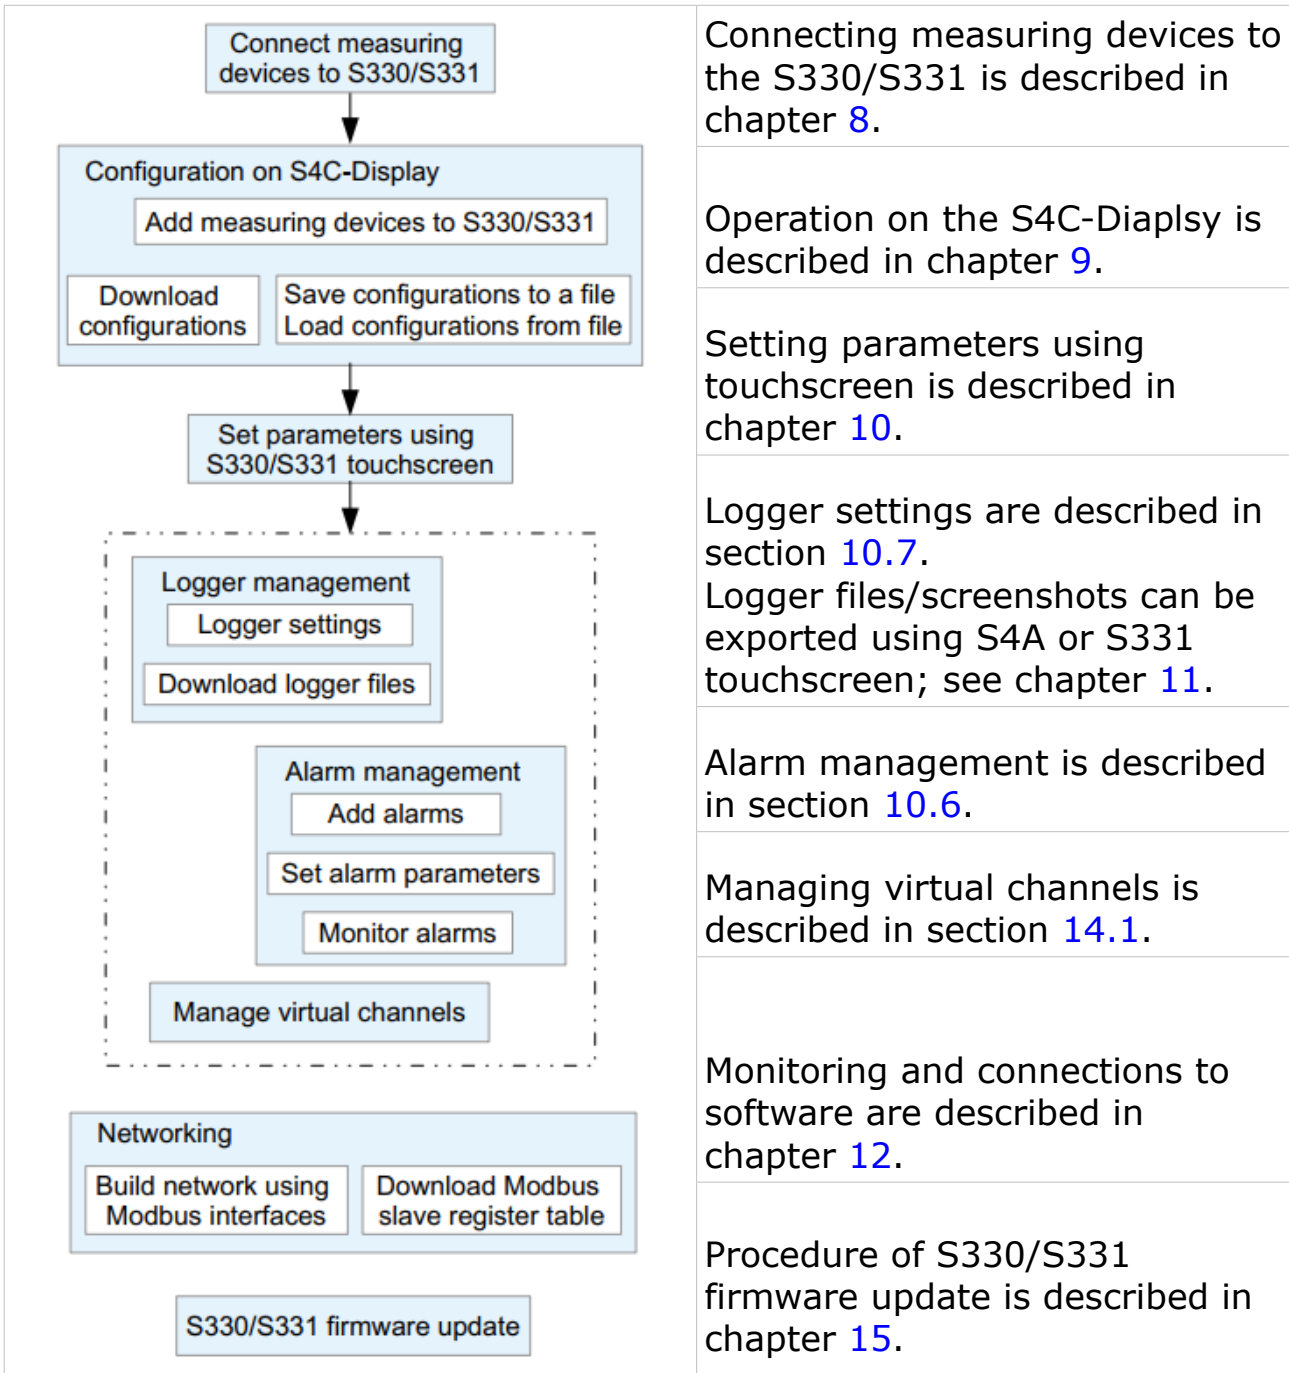 Connect measuring
devices to S330/S331
Configuration on S4C-Display
Add measuring devices to S330/S331
Download
configurations
Save configurations to a file
Load configurations from file
Set parameters using
S330/S331 touchscreen
Logger management
Logger settings
Download logger files
Alarm management
Add alarms
Set alarm parameters
Monitor alarms
Manage virtual channels
Networking
Build network using
Modbus interfaces
Download Modbus
slave register table
S330/S331 firmware update
Connecting measuring devices to
the S330/S331 is described in
chapter 8.
Operation on the S4C-Diaplsy is
described in chapter 9.
Setting parameters using
touchscreen is described in
chapter 10.
Logger settings are described in
section 10.7.
Logger files/screenshots can be
exported using S4A or S331
touchscreen; see chapter 11.
Alarm management is described
in section 10.6.
Managing virtual channels is
described in section 14.1.
Monitoring and connections to
software are described in
chapter 12.
Procedure of S330/S331
firmware update is described in
chapter 15.